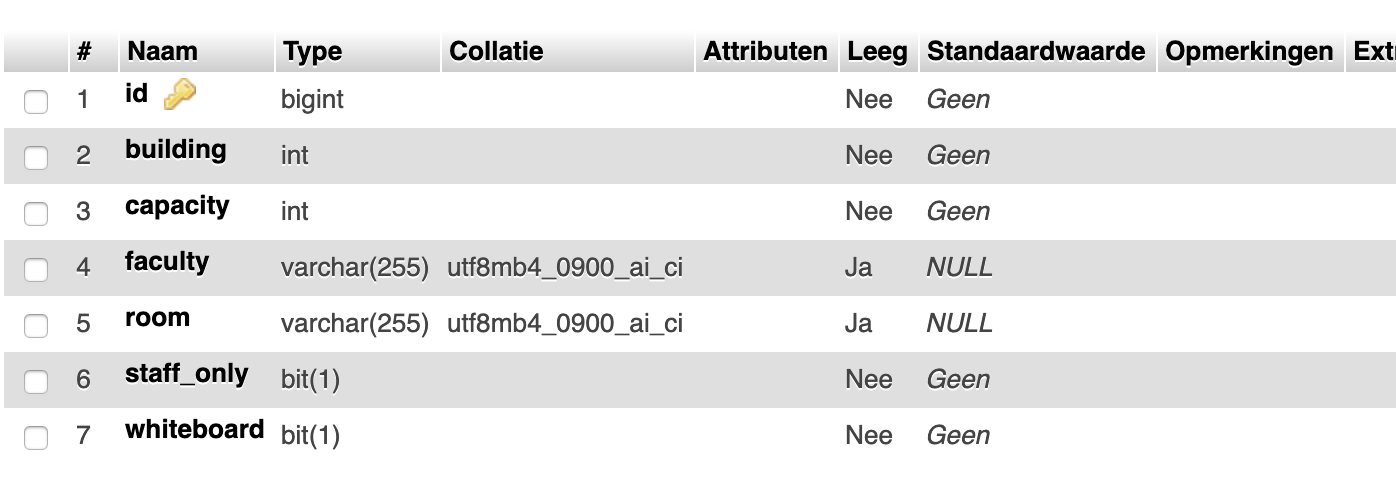 # Naam Type Collatie Attributen Leeg Standaardwaarde Opmerkingen Ext
1 id bigint Nee Geen
2 building int Nee Geen
3 capacity int Nee Geen
4 faculty varchar(255) utf8mb4_0900_ai_ci Ja NULL
5 room varchar(255) utf8mb4_0900_ai_ci Ja NULL
6 staff_only bit(1) Nee Geen
7 whiteboard bit(1) Nee Geen